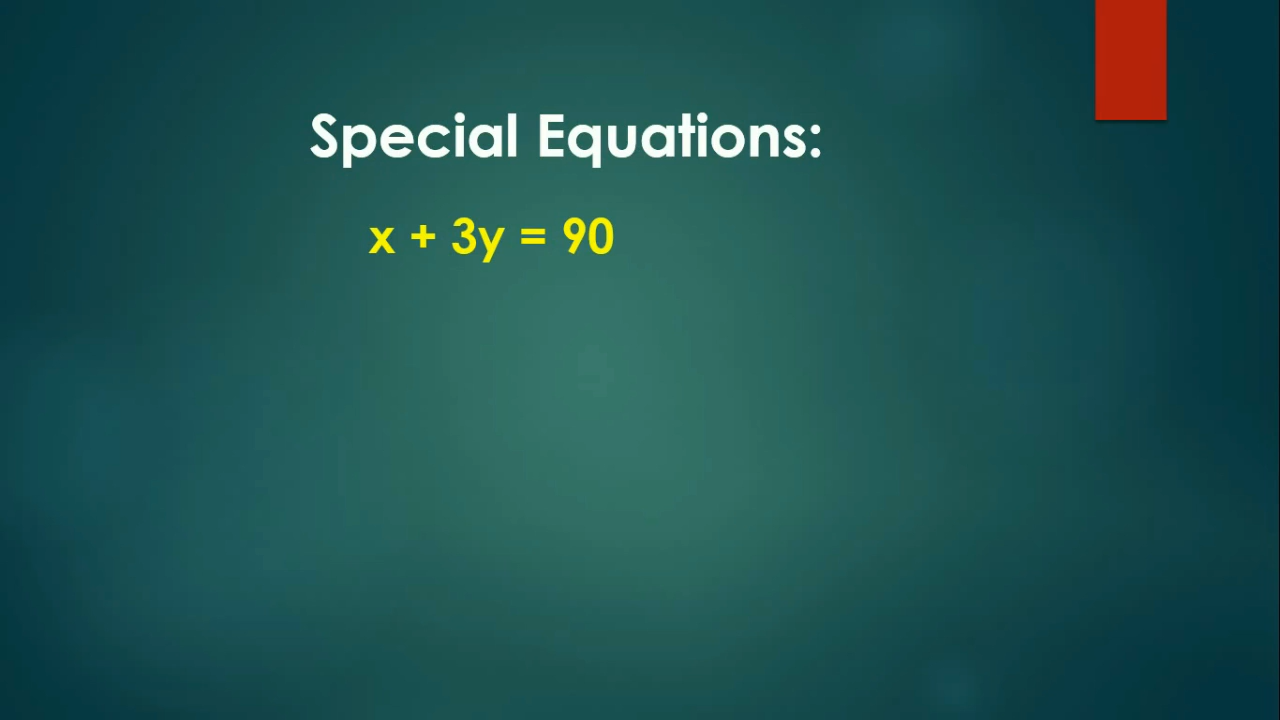 Special Equations:
x + 3y = 90